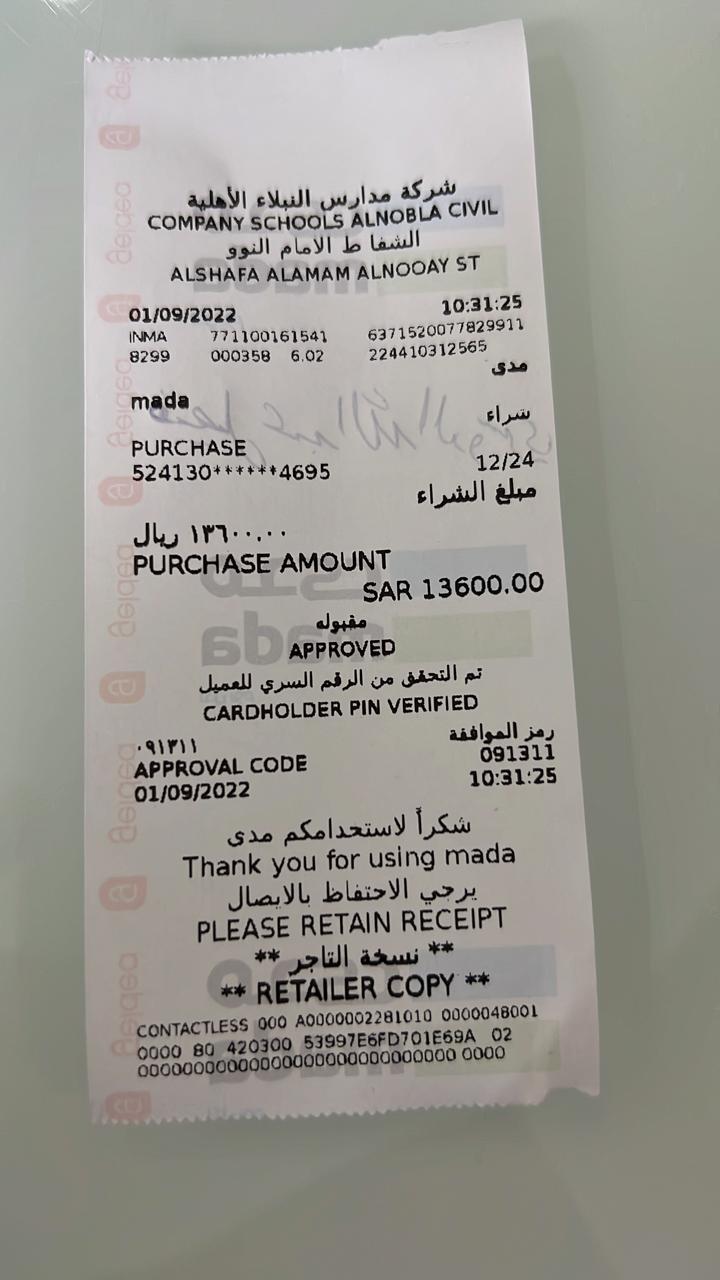 شركة مدارس النبلاء الأهلية
COMPANY SCHOOLS ALNOBLA CIVIL
الشفا ط الامام النوو
ALSHAFA ALAMAM ALNOOAY ST
01/09/2022 10:31:25
INMA 771100161541 6371520077829911
8299 000358 6.02 224410312565
مدى
mada
شراء
PURCHASE
524130******4695 12/24
مبلغ الشراء
١٣٦٠٠.٠٠ ريال
PURCHASE AMOUNT
SAR 13600.00
مقبوله
APPROVED
تم التحقق من الرقم السري للعميل
CARDHOLDER PIN VERIFIED
٠٩١٣١١ رمز الموافقة
APPROVAL CODE 091311
01/09/2022 10:31:25
شكراً لاستخدامكم مدى
Thank you for using mada
يرجي الاحتفاظ بالايصال
PLEASE RETAIN RECEIPT
** نسخة التاجر **
** RETAILER COPY **
CONTACTLESS 000 A0000002281010 0000048001
0000 80 420300 53997E6FD701E69A 02
00000000000000000000000000000000 0000